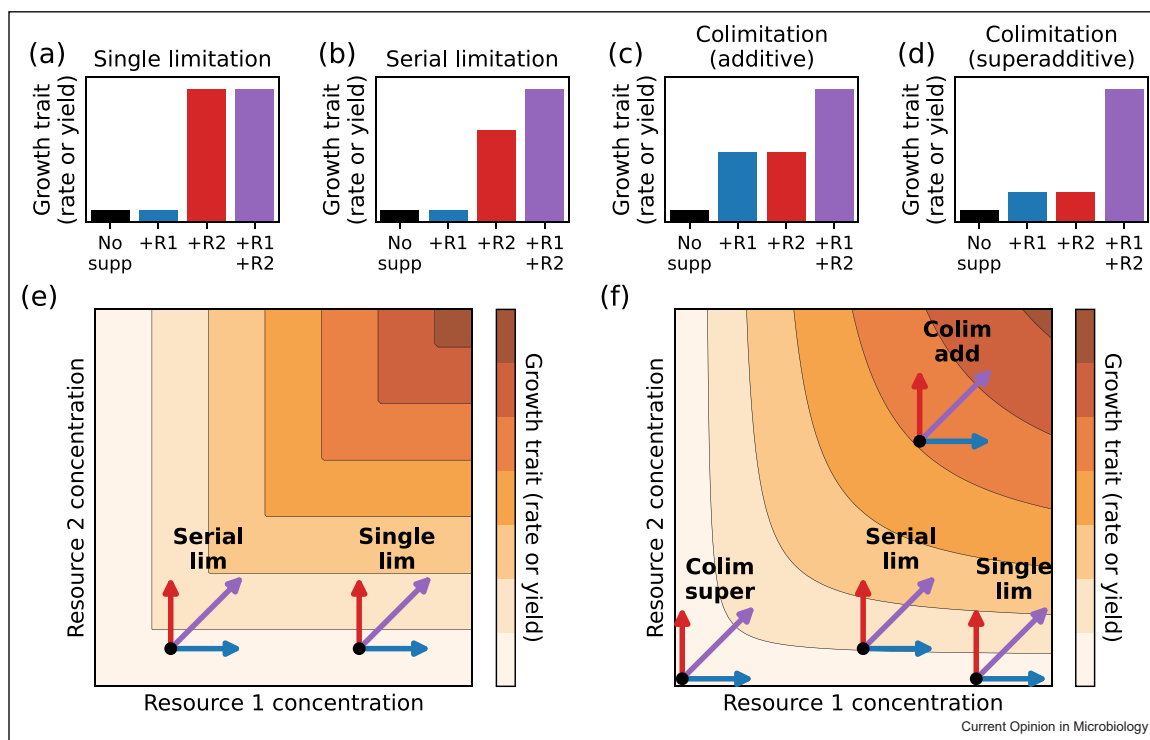 (a)
Single limitation
Growth trait
(rate or yield)
No
supp
+R1
+R2
+R1
+R2
(b)
Serial limitation
Growth trait
(rate or yield)
No
supp
+R1
+R2
+R1
+R2
(c)
Colimitation
(additive)
Growth trait
(rate or yield)
No
supp
+R1
+R2
+R1
+R2
(d)
Colimitation
(superadditive)
Growth trait
(rate or yield)
No
supp
+R1
+R2
+R1
+R2
(e)
Resource 2 concentration
Serial
lim
Single
lim
Resource 1 concentration
Growth trait (rate or yield)
(f)
Resource 2 concentration
Colim
add
Colim
super
Serial
lim
Single
lim
Resource 1 concentration
Growth trait (rate or yield)
Current Opinion in Microbiology